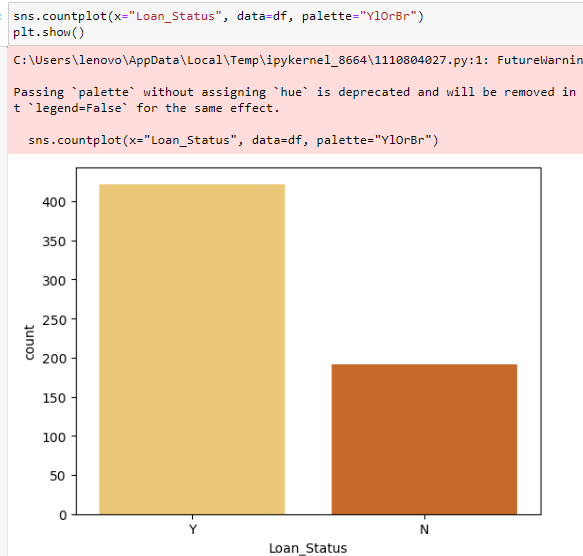 sns.countplot(x="Loan_Status", data=df, palette="YlOrBr")
plt.show()
C:\Users\lenovo\AppData\Local\Temp\ipykernel_8664\1110804027.py:1: FutureWarnin
Passing `palette` without assigning `hue` is deprecated and will be removed in
t `legend=False` for the same effect.
sns.countplot(x="Loan_Status", data=df, palette="YlOrBr")
400
350
300
250
200
150
100
50
0
count
Y N
Loan_Status